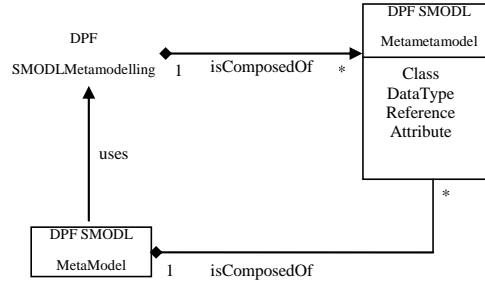 DPF SMODL
DPF
Metametamodel
SMODLMetamodelling
1 isComposedOf *
Class
DataType
Reference
Attribute
uses
*
DPF SMODL
MetaModel
1 isComposedOf